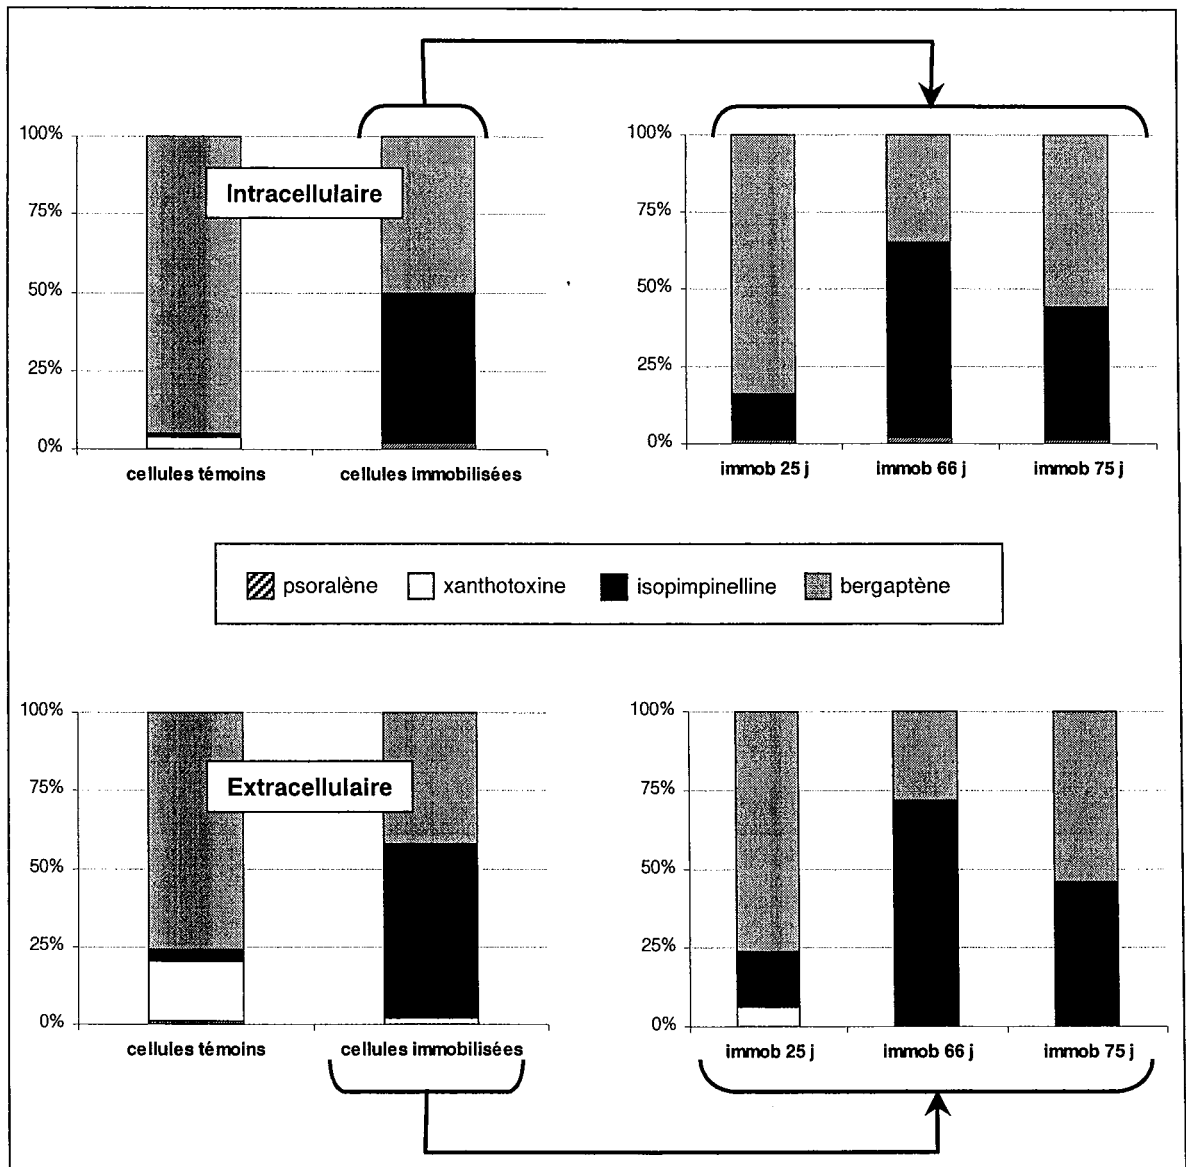 100%
75%
50%
25%
0%
Intracellulaire
cellules témoins
cellules immobilisées
100%
75%
50%
25%
0%
immob 25 j
immob 66 j
immob 75 j
psoralène
xanthotoxine
isopimpinelline
bergaptène
100%
75%
50%
25%
0%
Extracellulaire
cellules témoins
cellules immobilisées
100%
75%
50%
25%
0%
immob 25 j
immob 66 j
immob 75 j